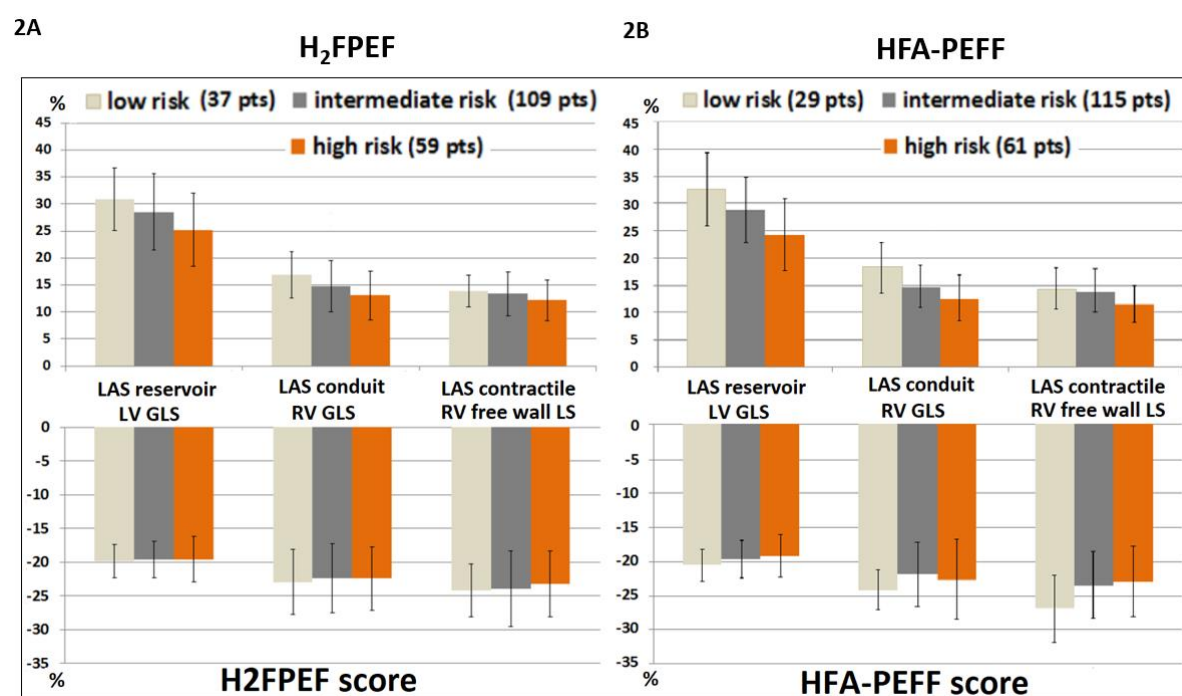 2A
H₂FPEF
% low risk (37 pts) intermediate risk (109 pts)
high risk (59 pts)
45
40
35
30
25
20
15
10
5
0
LAS reservoir LAS conduit LAS contractile
LV GLS RV GLS RV free wall LS
0
-5
-10
-15
-20
-25
-30
-35
%
H2FPEF score
2B
HFA-PEFF
% low risk (29 pts) intermediate risk (115 pts)
high risk (61 pts)
45
40
35
30
25
20
15
10
5
0
LAS reservoir LAS conduit LAS contractile
LV GLS RV GLS RV free wall LS
0
-5
-10
-15
-20
-25
-30
-35
%
HFA-PEFF score